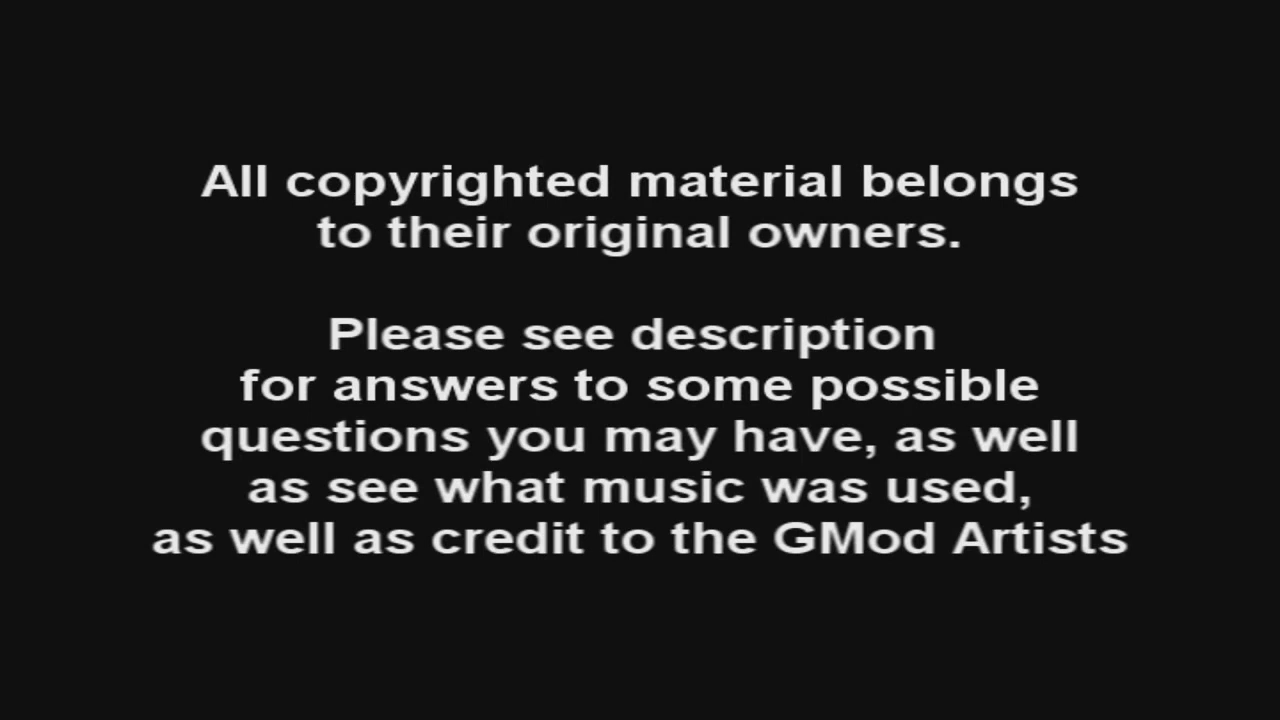 All copyrighted material belongs
to their original owners.
Please see description
for answers to some possible
questions you may have, as well
as see what music was used,
as well as credit to the GMod Artists